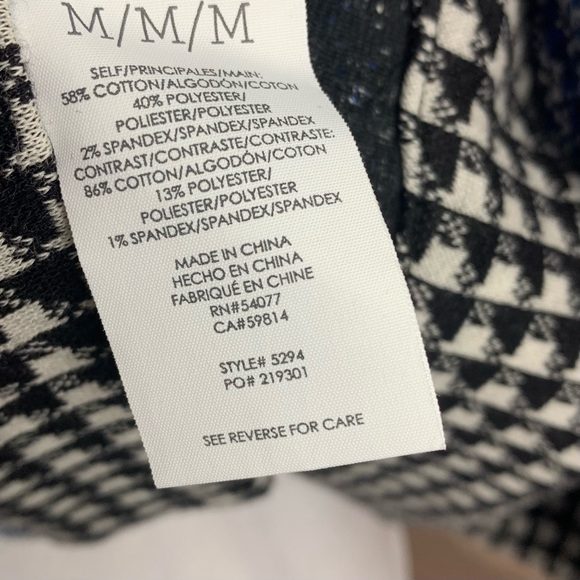 M/M/M
SELF/PRINCIPALES/MAIN:
58% COTTON/ALGODÓN/COTON
40% POLYESTER/
POLIESTER/POLYESTER
2% SPANDEX/SPANDEX/SPANDEX
CONTRAST/CONTRASTE/CONTRASTE:
86% COTTON/ALGODÓN/COTON
13% POLYESTER/
POLIESTER/POLYESTER
1% SPANDEX/SPANDEX/SPANDEX
MADE IN CHINA
HECHO EN CHINA
FABRIQUÉ EN CHINE
RN#54077
CA#59814
STYLE# 5294
PO# 219301
SEE REVERSE FOR CARE